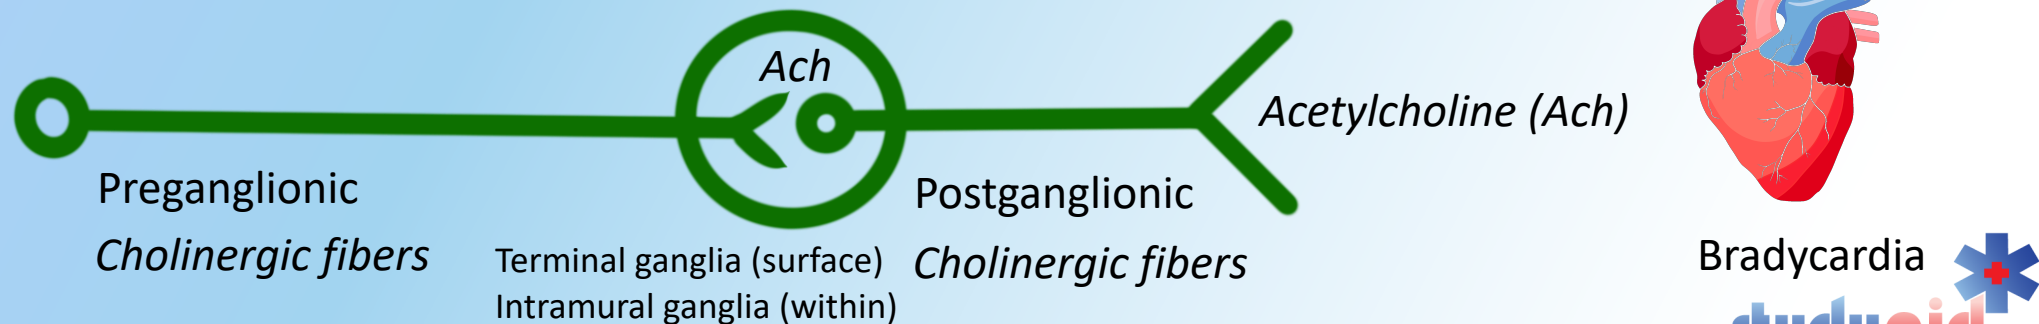 Ach
Acetylcholine (Ach)
Preganglionic
Cholinergic fibers
Terminal ganglia (surface)
Intramural ganglia (within)
Postganglionic
Cholinergic fibers
Bradycardia